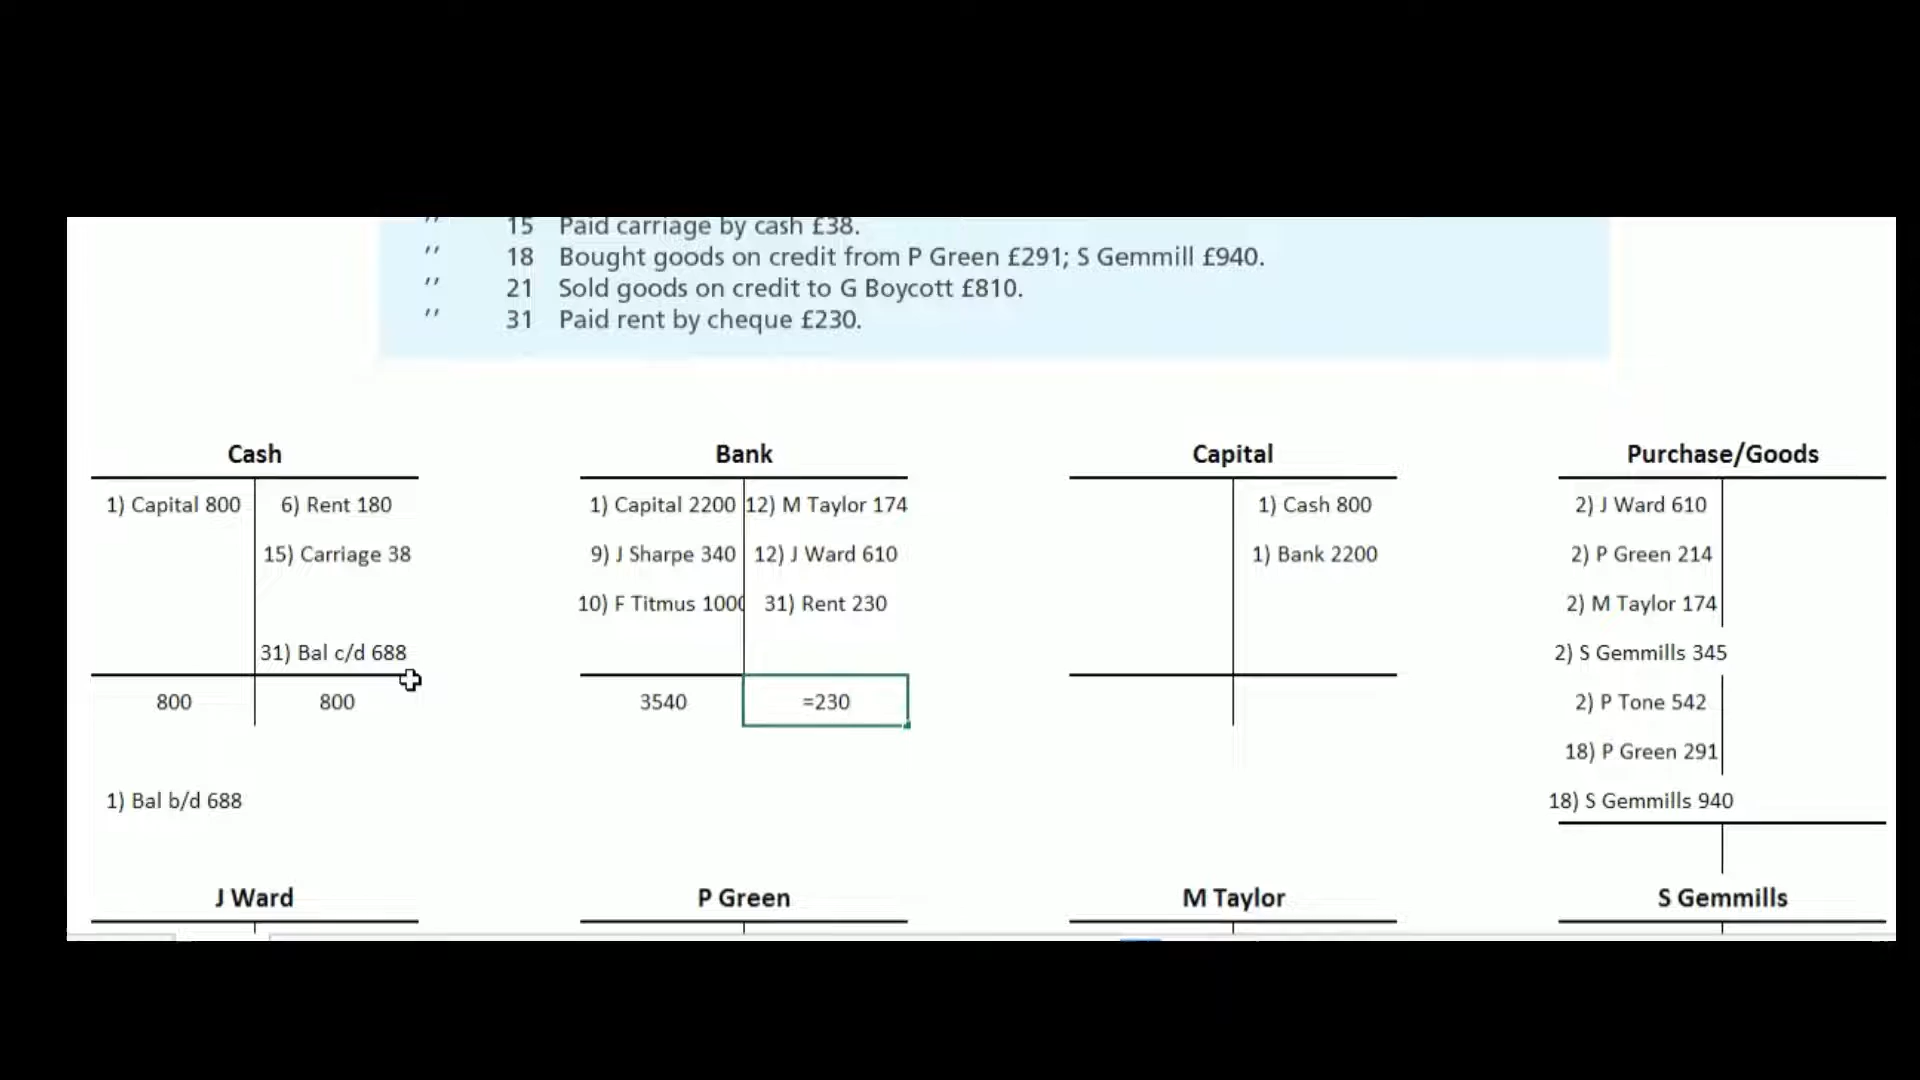 ″ 15 Paid carriage by cash £38.
″ 18 Bought goods on credit from P Green £291; S Gemmill £940.
″ 21 Sold goods on credit to G Boycott £810.
″ 31 Paid rent by cheque £230.
Cash
1) Capital 800 6) Rent 180
15) Carriage 38
31) Bal c/d 688
800 800
1) Bal b/d 688
Bank
1) Capital 2200 12) M Taylor 174
9) J Sharpe 340 12) J Ward 610
10) F Titmus 1000 31) Rent 230
3540 =230
Capital
1) Cash 800
1) Bank 2200
Purchase/Goods
2) J Ward 610
2) P Green 214
2) M Taylor 174
2) S Gemmills 345
2) P Tone 542
18) P Green 291
18) S Gemmills 940
J Ward
P Green
M Taylor
S Gemmills